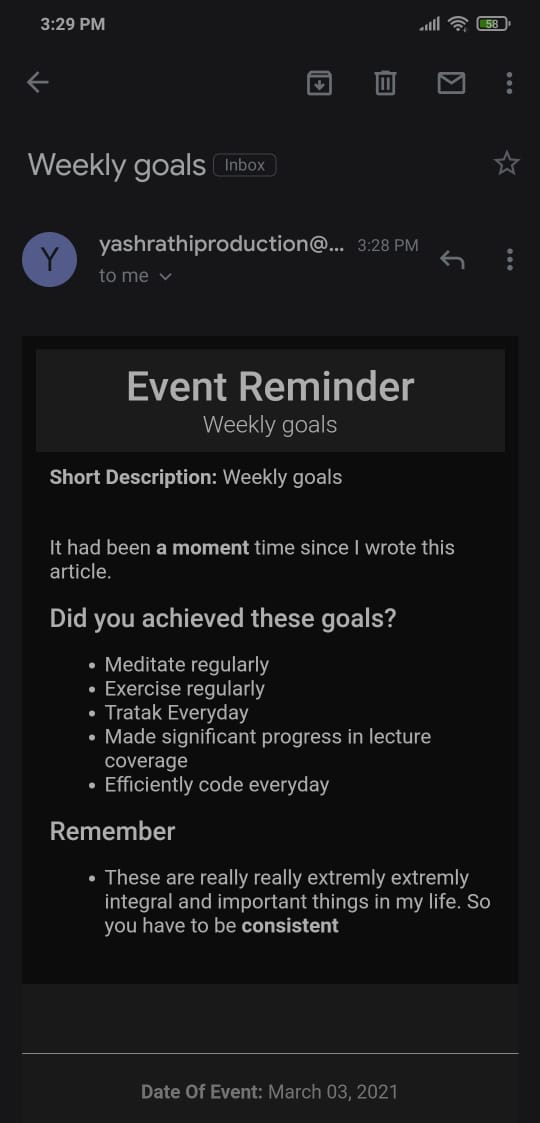 3:29 PM
58
Weekly goals Inbox
Y
yashrathiproduction@... 3:28 PM
to me
Event Reminder
Weekly goals
Short Description: Weekly goals
It had been a moment time since I wrote this
article.
Did you achieved these goals?
• Meditate regularly
• Exercise regularly
• Tratak Everyday
• Made significant progress in lecture
coverage
• Efficiently code everyday
Remember
• These are really really extremly extremly
integral and important things in my life. So
you have to be consistent
Date Of Event: March 03, 2021